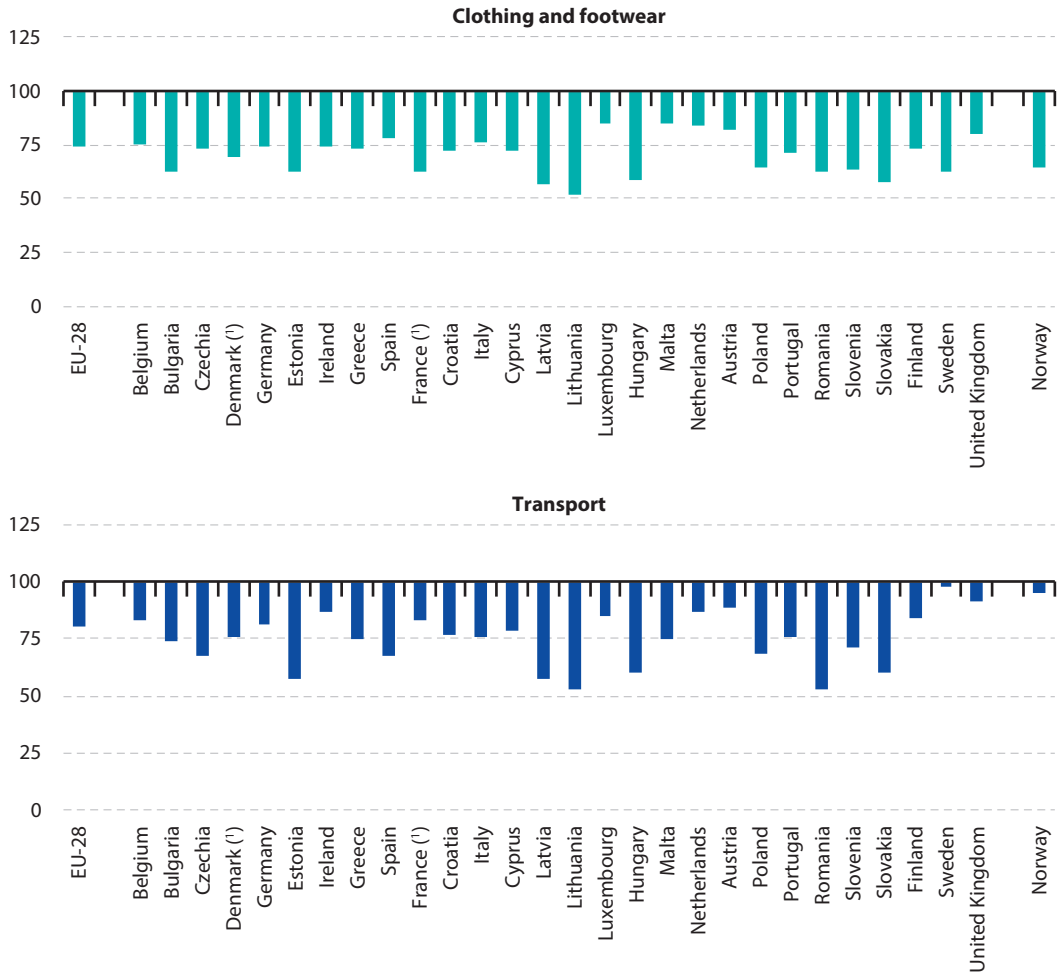 Clothing and footwear
125
100
75
50
25
0
EU-28
Belgium
Bulgaria
Czechia
Denmark (¹)
Germany
Estonia
Ireland
Greece
Spain
France (¹)
Croatia
Italy
Cyprus
Latvia
Lithuania
Luxembourg
Hungary
Malta
Netherlands
Austria
Poland
Portugal
Romania
Slovenia
Slovakia
Finland
Sweden
United Kingdom
Norway
Transport
125
100
75
50
25
0
EU-28
Belgium
Bulgaria
Czechia
Denmark (¹)
Germany
Estonia
Ireland
Greece
Spain
France (¹)
Croatia
Italy
Cyprus
Latvia
Lithuania
Luxembourg
Hungary
Malta
Netherlands
Austria
Poland
Portugal
Romania
Slovenia
Slovakia
Finland
Sweden
United Kingdom
Norway